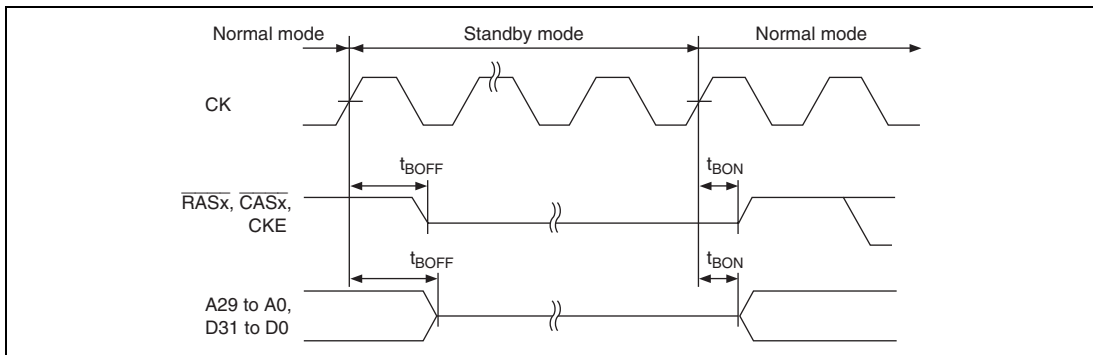 Normal mode Standby mode Normal mode
CK
tBOFF tBON
RASx, CASx,
CKE
tBOFF tBON
A29 to A0,
D31 to D0